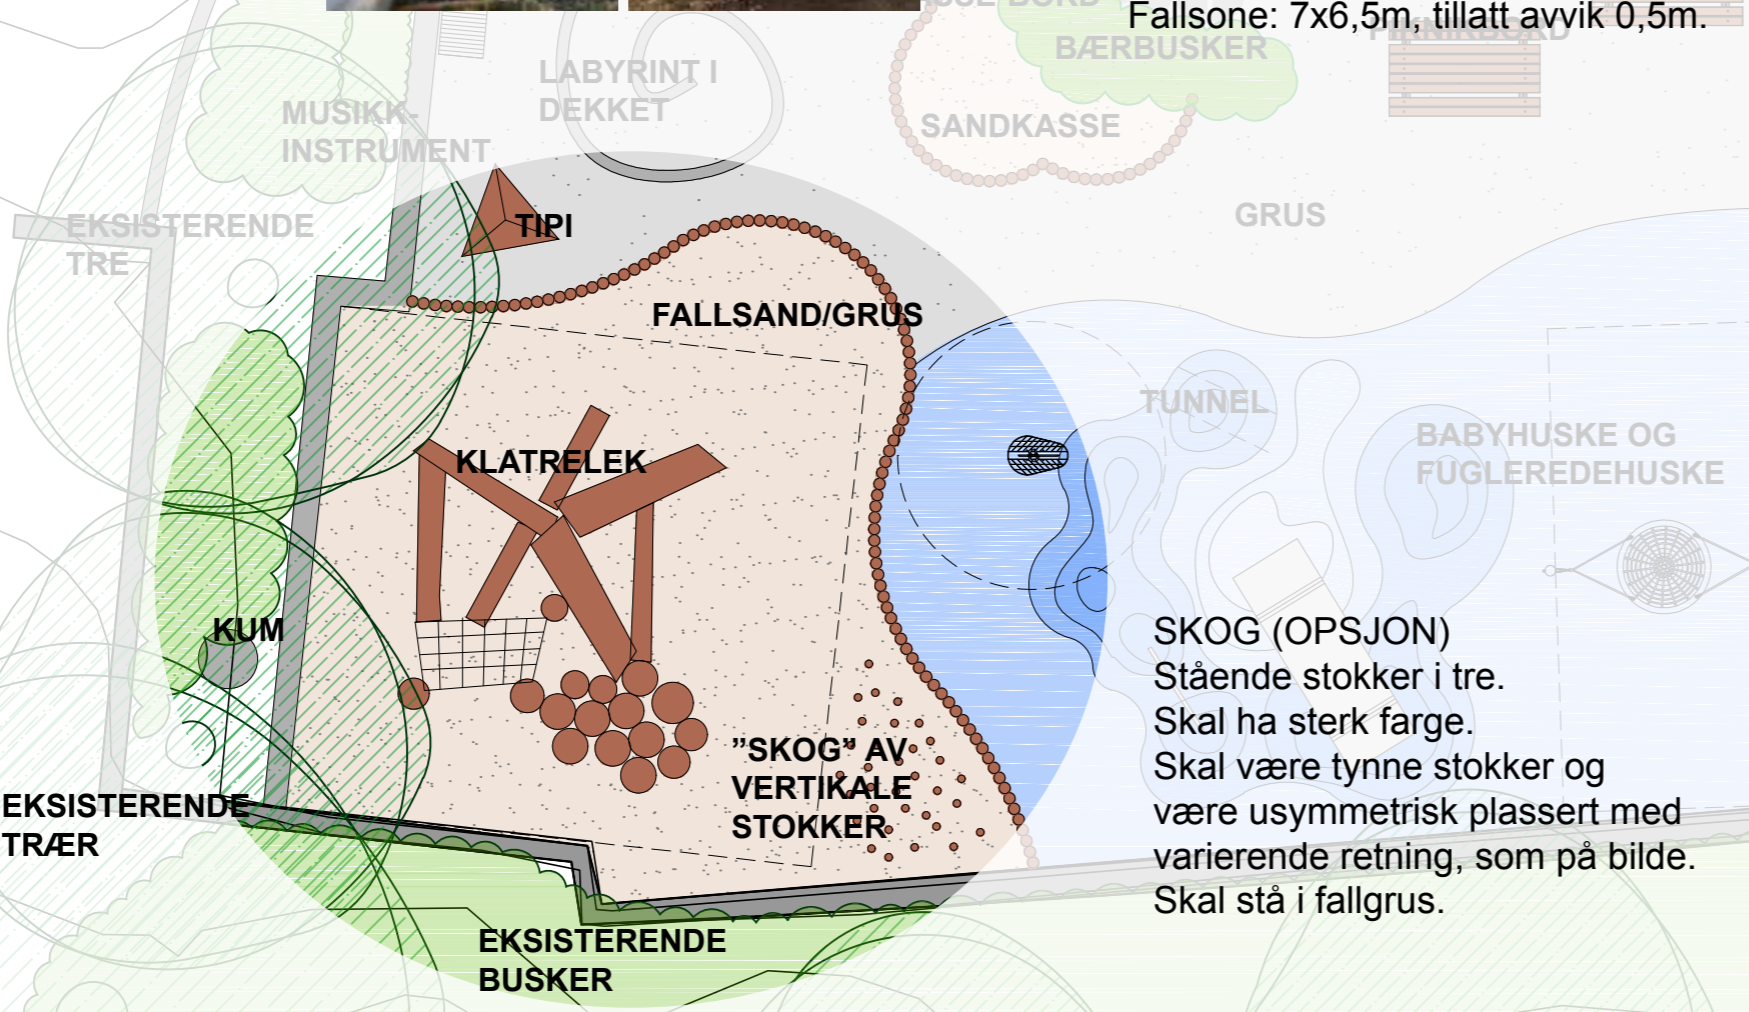 Fallsone: 7x6,5m, tillatt avvik 0,5m.
BÆRBUSKER
PIKNIKBORD
LABYRINT I
DEKKET
MUSIKK-
INSTRUMENT
SANDKASSE
EKSISTERENDE
TRE
TIPI
GRUS
FALLSAND/GRUS
TUNNEL
BABYHUSKE OG
FUGLEREDEHUSKE
KLATRELEK
KUM
SKOG (OPSJON)
Stående stokker i tre.
Skal ha sterk farge.
Skal være tynne stokker og
være usymmetrisk plassert med
varierende retning, som på bilde.
Skal stå i fallgrus.
”SKOG” AV
VERTIKALE
STOKKER
EKSISTERENDE
TRÆR
EKSISTERENDE
BUSKER